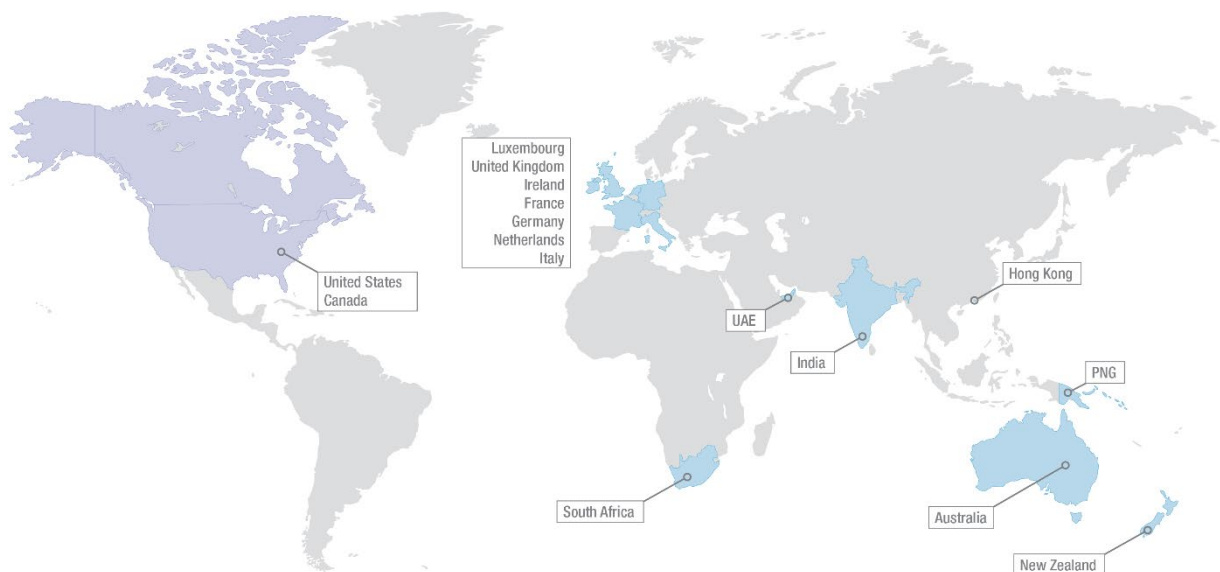 Luxembourg
United Kingdom
Ireland
France
Germany
Netherlands
Italy
United States
Canada
Hong Kong
UAE
India
PNG
South Africa
Australia
New Zealand